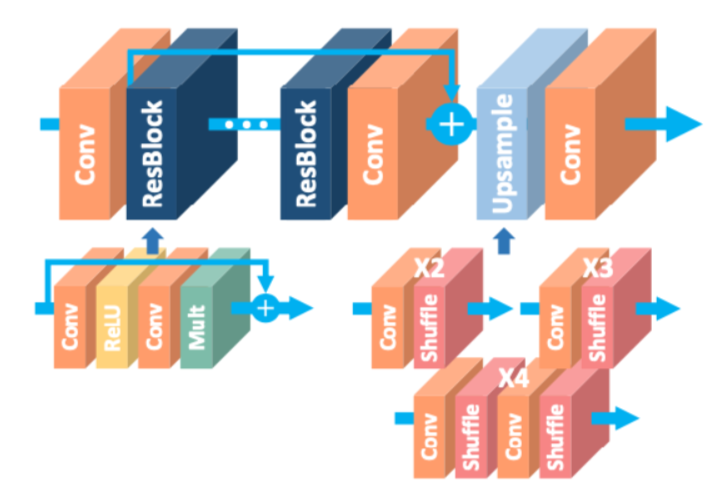 Conv
ResBlock
ResBlock
Conv
+
Upsample
Conv
Conv
ReLU
Conv
Mult
+
X2
Conv
Shuffle
X3
Conv
Shuffle
X4
Conv
Shuffle
Conv
Shuffle